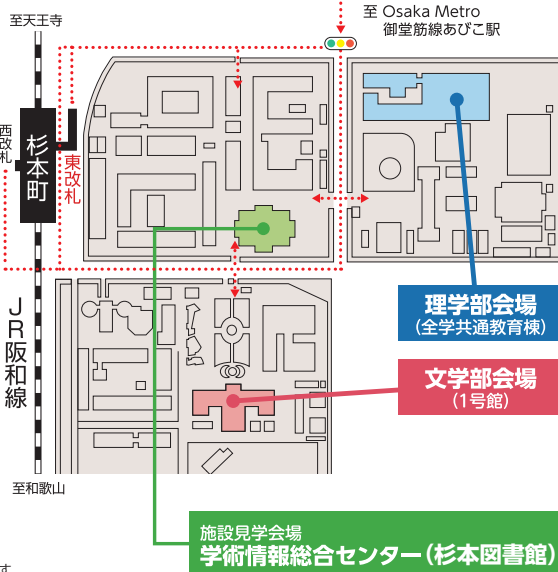 至天王寺
至 Osaka Metro
御堂筋線あびこ駅
西改札
杉本町
東改札
JR阪和線
理学部会場
(全学共通教育棟)
文学部会場
(1号館)
至和歌山
施設見学会場
学術情報総合センター(杉本図書館)
す